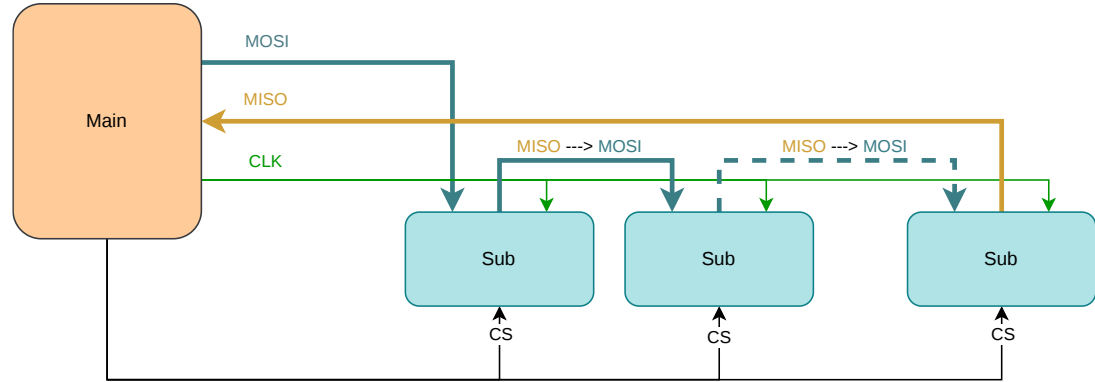 MOSI
Main
MISO
MISO ---> MOSI
MISO ---> MOSI
CLK
Sub
Sub
Sub
CS
CS
CS